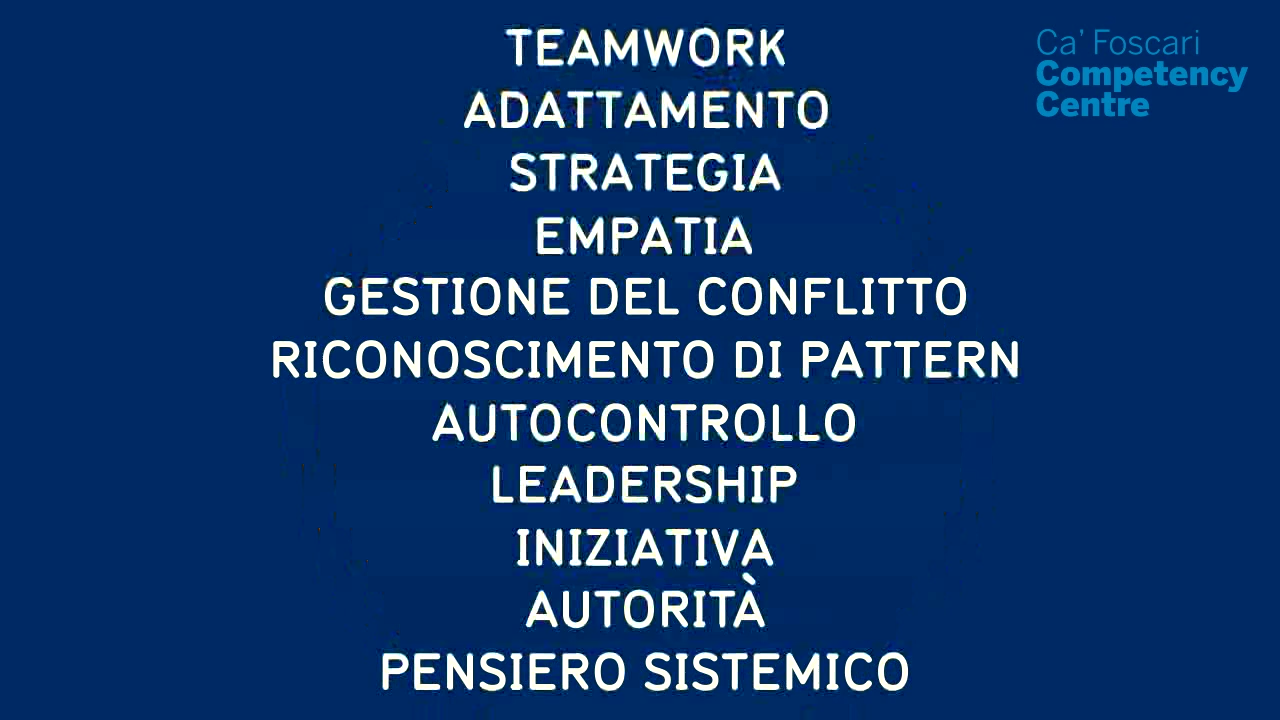 TEAMWORK
ADATTAMENTO
STRATEGIA
EMPATIA
GESTIONE DEL CONFLITTO
RICONOSCIMENTO DI PATTERN
AUTOCONTROLLO
LEADERSHIP
INIZIATIVA
AUTORITÀ
PENSIERO SISTEMICO
Ca' Foscari
Competency
Centre